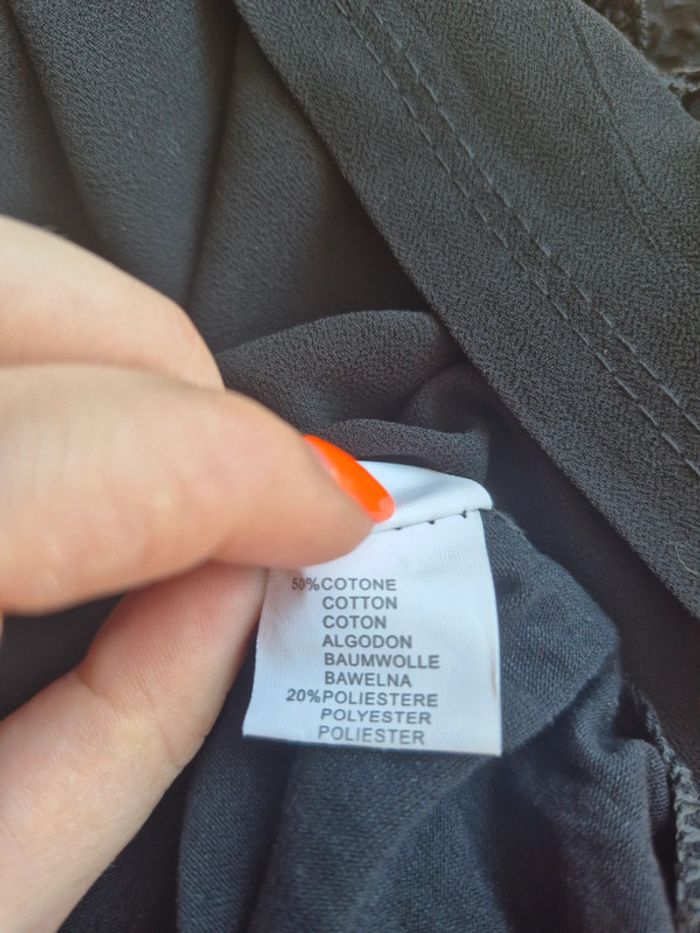 50%COTONE
COTTON
COTON
ALGODON
BAUMWOLLE
BAWELNA
20%POLIESTERE
POLYESTER
POLIESTER